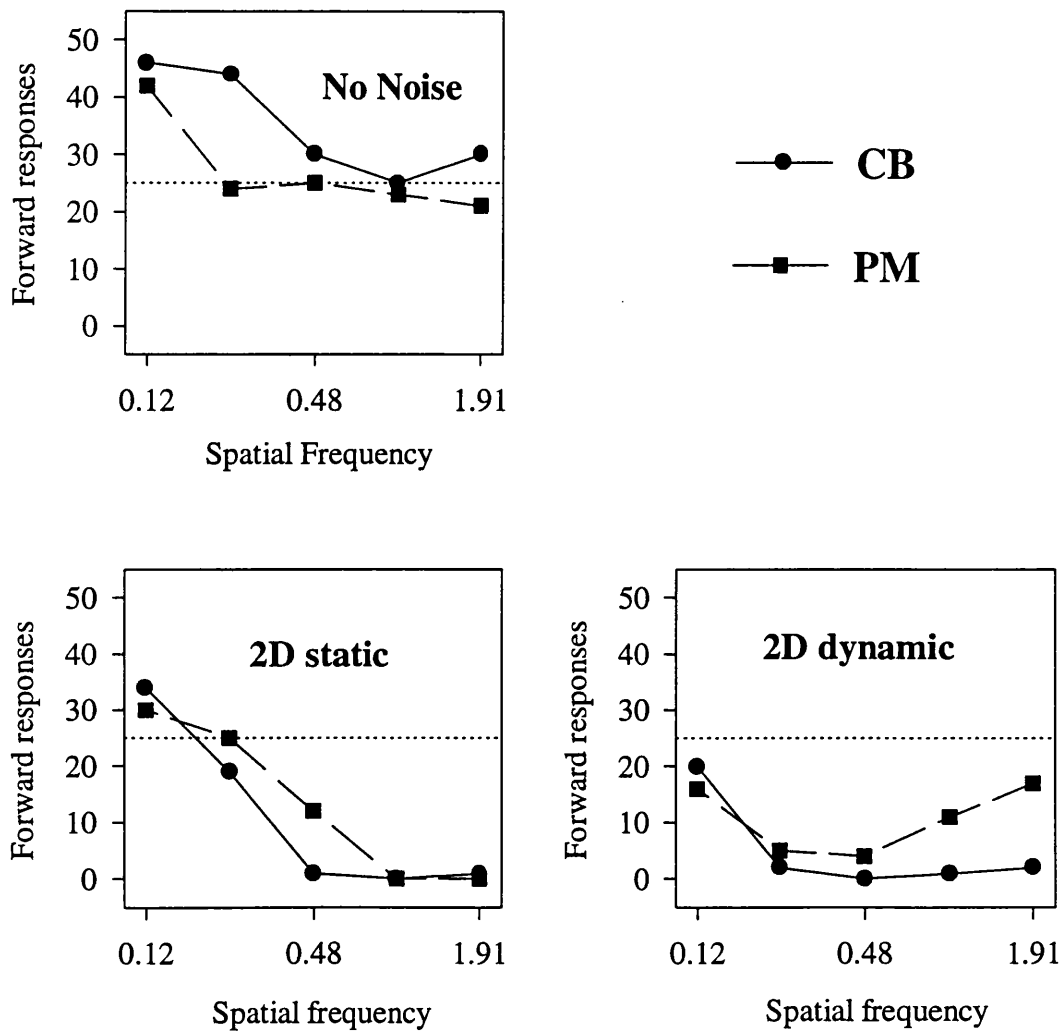 50
40
30
20
10
0
Forward responses
No Noise
0.12 0.48 1.91
Spatial Frequency
CB
PM
50
40
30
20
10
0
Forward responses
2D static
0.12 0.48 1.91
Spatial frequency
50
40
30
20
10
0
Forward responses
2D dynamic
0.12 0.48 1.91
Spatial frequency